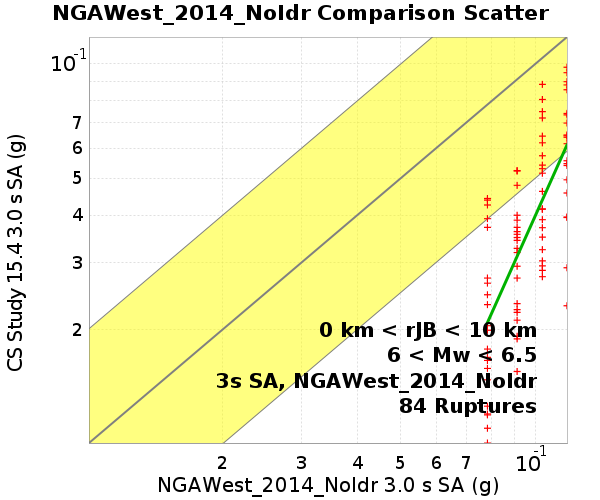 NGAWest_2014_NoIdr Comparison Scatter
CS Study 15.4 3.0 s SA (g)
10-1
7
6
5
4
3
2
0 km < rJB < 10 km
6 < Mw < 6.5
3s SA, NGAWest_2014_NoIdr
84 Ruptures
2 3 4 5 6 7 10-1
NGAWest_2014_NoIdr 3.0 s SA (g)